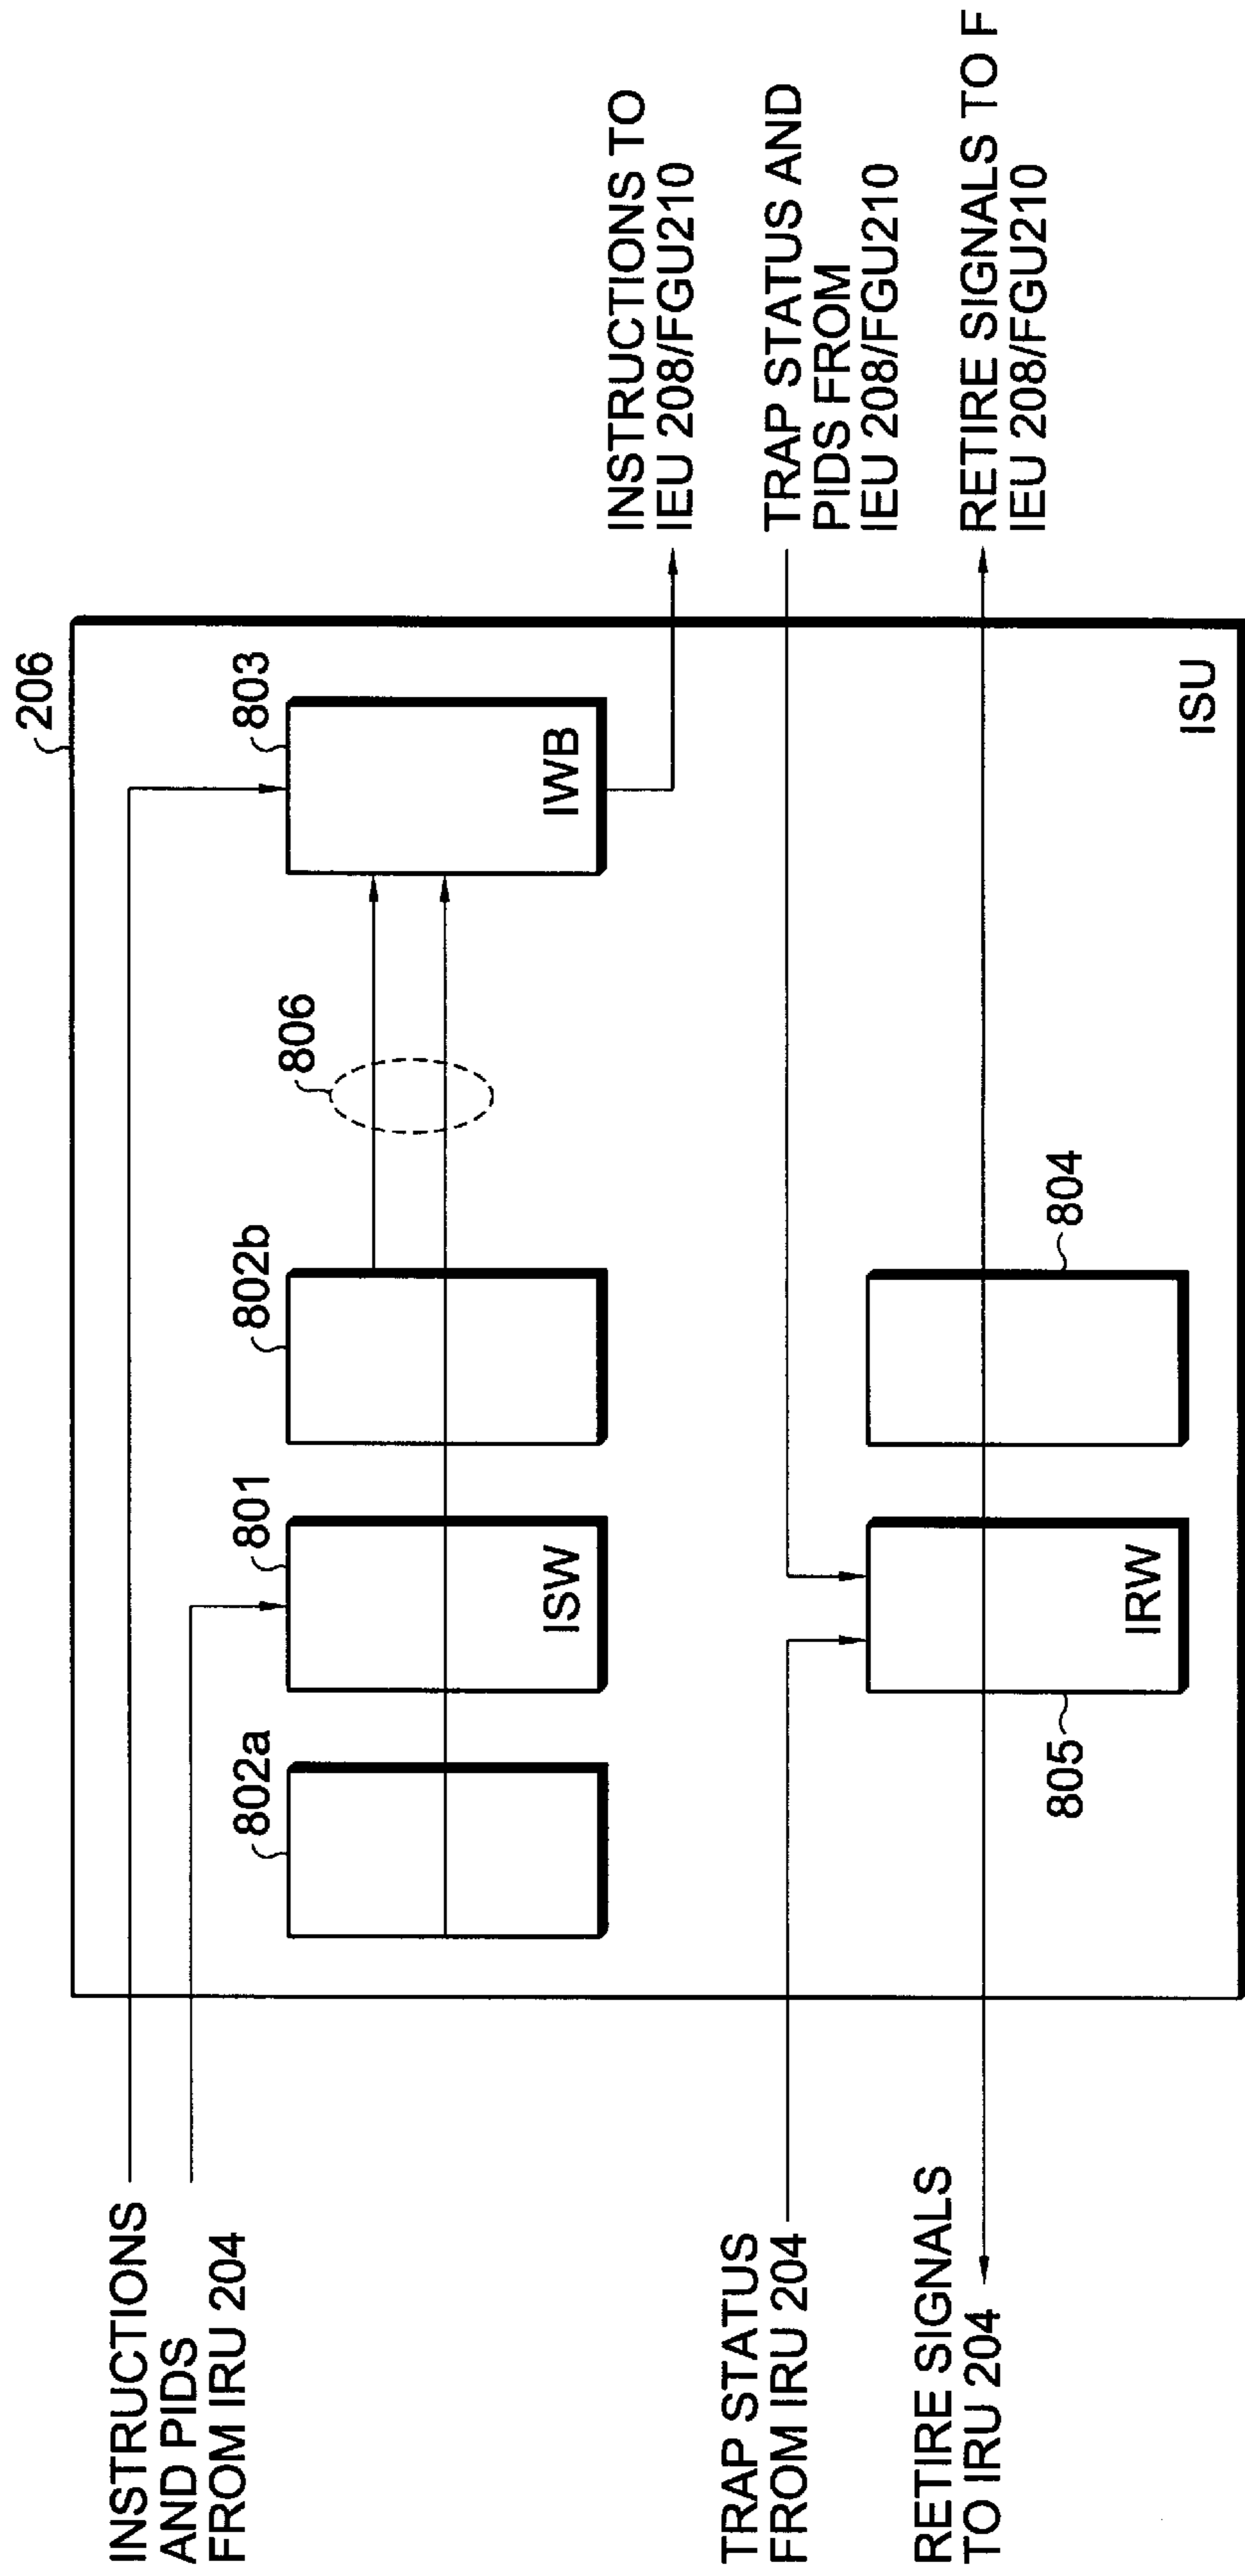 206
803
IWB
806
802b
801
ISW
802a
INSTRUCTIONS
AND PIDS
FROM IRU 204
INSTRUCTIONS TO
IEU 208/FGU210
TRAP STATUS AND
PIDS FROM
IEU 208/FGU210
RETIRE SIGNALS TO F
IEU 208/FGU210
804
IRW
805
TRAP STATUS
FROM IRU 204
RETIRE SIGNALS
TO IRU 204
ISU